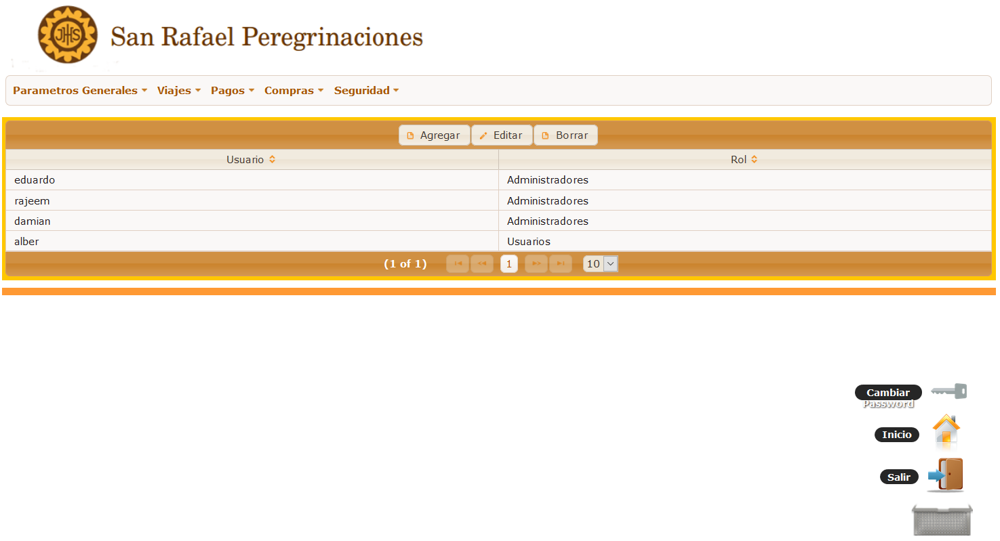 JHS San Rafael Peregrinaciones
Parametros Generales Viajes Pagos Compras Seguridad
Agregar Editar Borrar
Usuario Rol
eduardo Administradores
rajeem Administradores
damian Administradores
alber Usuarios
(1 of 1) 1 10
Cambiar
Password
Inicio
Salir